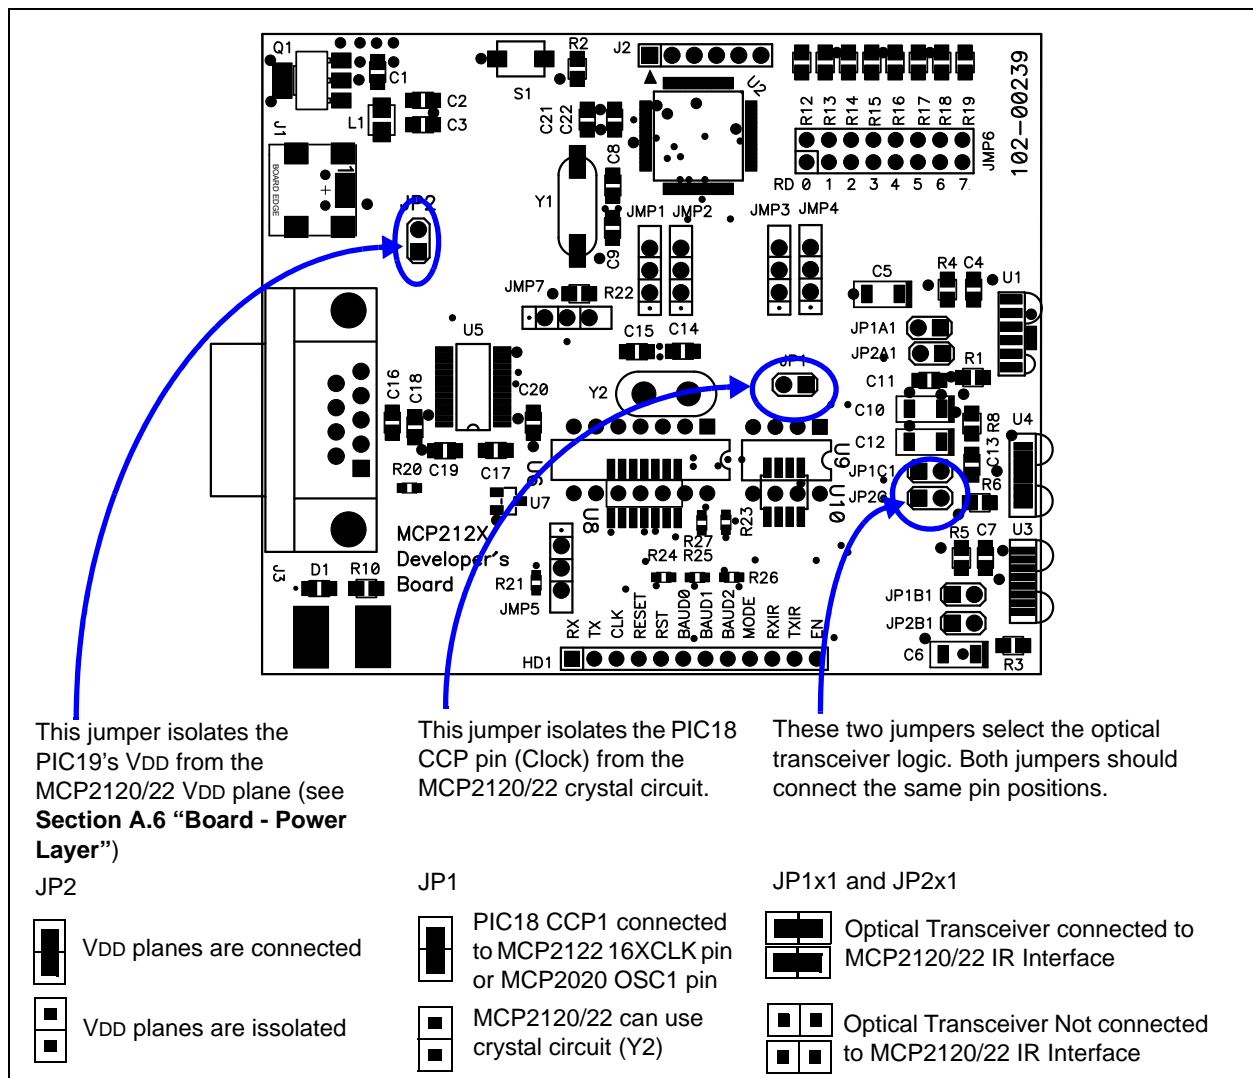 Q1
C1
C2
C3
L1
J1
BOARD EDGE
1
+
JP2
S1
R2
J2
U2
C21
C22
C8
Y1
C9
R12 R13 R14 R15 R16 R17 R18 R19
JMP6
RD 0 1 2 3 4 5 6 7
102-00239
JMP1 JMP2
JMP3 JMP4
JMP7
R22
C5
R4 C4
U1
JP1A1
JP2A1
U5
C15 C14
JP1
C11
R1
C16
C18
C20
Y2
C10
R8
U4
C12
C13
R20
C19
C17
U6
U9
JP1C1
JP2C
R6
U7
U8
U10
R23
R27
MCP212X
Developer's
Board
R24 R25
R26
R5 C7
U3
J3
D1 R10
R21
JMP5
JP1B1
JP2B1
C6
R3
HD1
RX
TX
CLK
RESET
RST
BAUD0
BAUD1
BAUD2
MODE
RXIR
TXIR
EN
This jumper isolates the
PIC19's VDD from the
MCP2120/22 VDD plane (see
Section A.6 “Board - Power
Layer”)
This jumper isolates the PIC18
CCP pin (Clock) from the
MCP2120/22 crystal circuit.
These two jumpers select the optical
transceiver logic. Both jumpers should
connect the same pin positions.
JP2
VDD planes are connected
VDD planes are issolated
JP1
PIC18 CCP1 connected
to MCP2122 16XCLK pin
or MCP2020 OSC1 pin
MCP2120/22 can use
crystal circuit (Y2)
JP1x1 and JP2x1
Optical Transceiver connected to
MCP2120/22 IR Interface
Optical Transceiver Not connected
to MCP2120/22 IR Interface